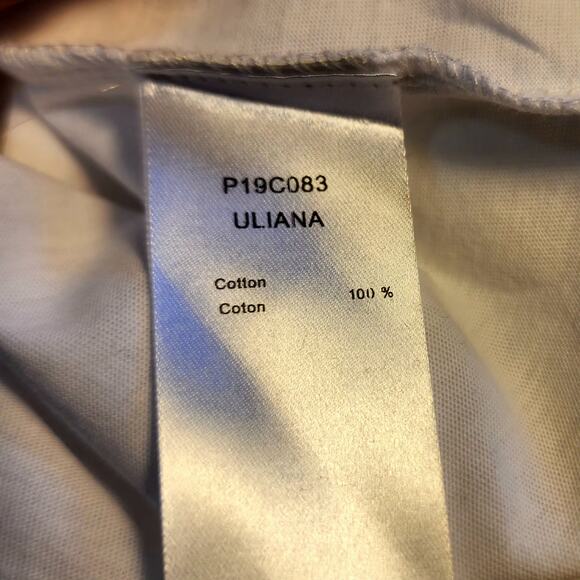 P19C083
ULIANA
Cotton
Coton 100 %